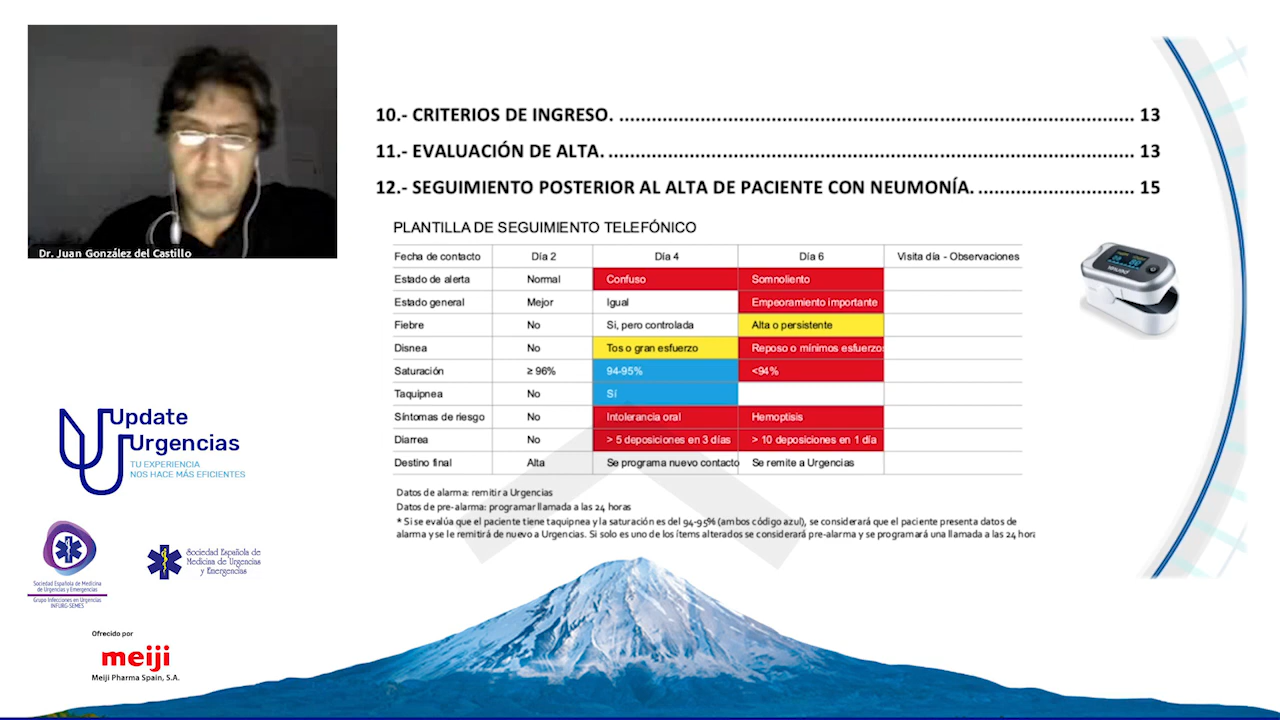 Dr. Juan González del Castillo
10.- CRITERIOS DE INGRESO. ........................................................ 13
11.- EVALUACIÓN DE ALTA. ........................................................ 13
12.- SEGUIMIENTO POSTERIOR AL ALTA DE PACIENTE CON NEUMONÍA. ........................... 15
PLANTILLA DE SEGUIMIENTO TELEFÓNICO
Fecha de contacto Día 2 Día 4 Día 6 Visita día - Observaciones
Estado de alerta Normal Confuso Somnoliento
Estado general Mejor Igual Empeoramiento importante
Fiebre No Si, pero controlada Alta o persistente
Disnea No Tos o gran esfuerzo Reposo o mínimos esfuerzos
Saturación ≥ 96% 94-95% <94%
Taquipnea No Sí
Síntomas de riesgo No Intolerancia oral Hemoptisis
Diarrea No > 5 deposiciones en 3 días > 10 deposiciones en 1 día
Destino final Alta Se programa nuevo contacto Se remite a Urgencias
Datos de alarma: remitir a Urgencias
Datos de pre-alarma: programar llamada a las 24 horas
* Si se evalúa que el paciente tiene taquipnea y la saturación es del 94-95% (ambos código azul), se considerará que el paciente presenta datos de
alarma y se le remitirá de nuevo a Urgencias. Si solo es uno de los ítems alterados se considerará pre-alarma y se programará una llamada a las 24 hora
Update
Urgencias
TU EXPERIENCIA
NOS HACE MÁS EFICIENTES
Sociedad Española de Medicina
de Urgencias y Emergencias
Grupo Infecciones en Urgencias
INFURG-SEMES
Sociedad Española de
Medicina de Urgencias
y Emergencias
Ofrecido por
meiji
Meiji Pharma Spain, S.A.